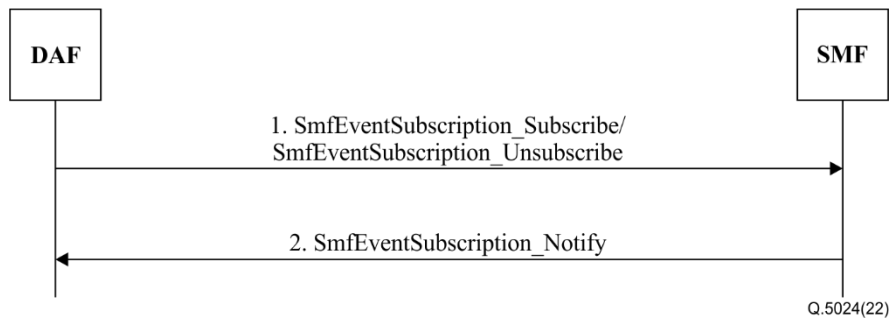 DAF
SMF
1. SmfEventSubscription_Subscribe/
SmfEventSubscription_Unsubscribe
2. SmfEventSubscription_Notify
Q.5024(22)